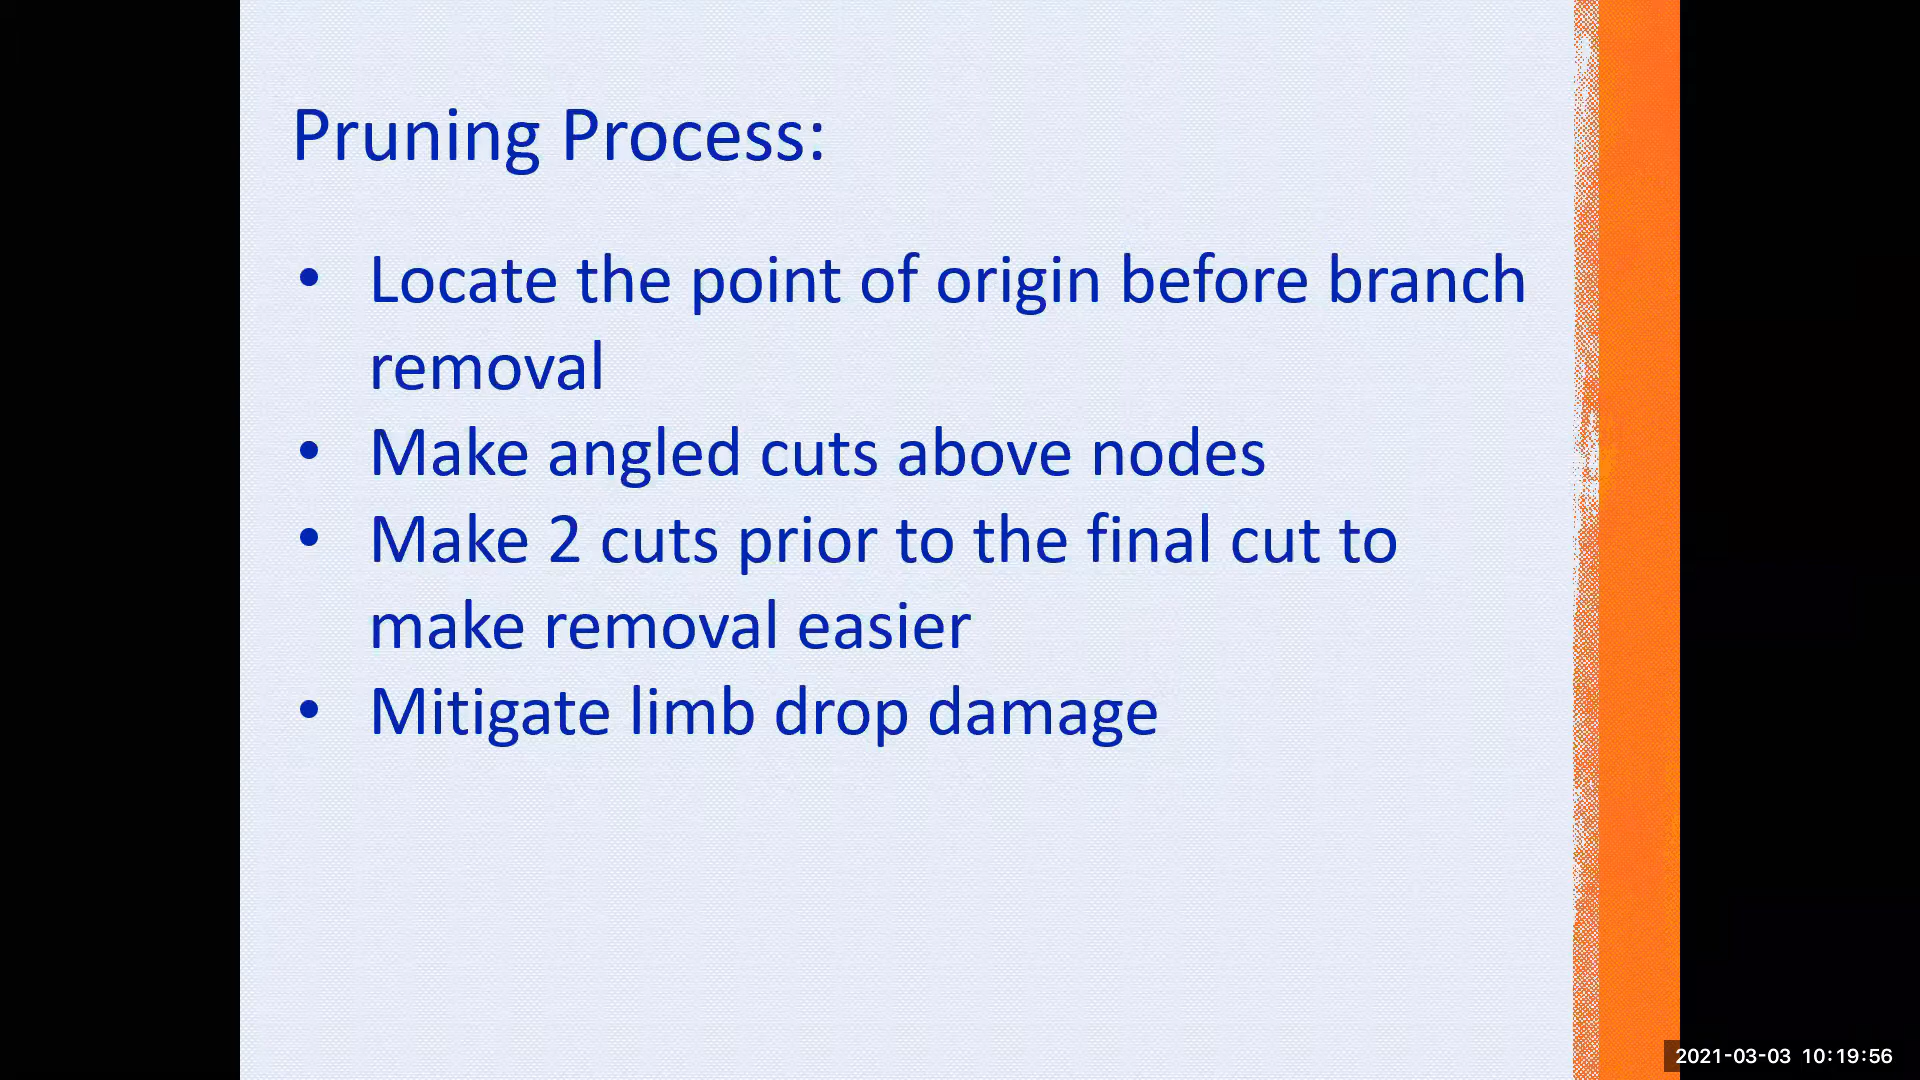 Pruning Process:
• Locate the point of origin before branch
removal
• Make angled cuts above nodes
• Make 2 cuts prior to the final cut to
make removal easier
• Mitigate limb drop damage
2021-03-03 10:19:56